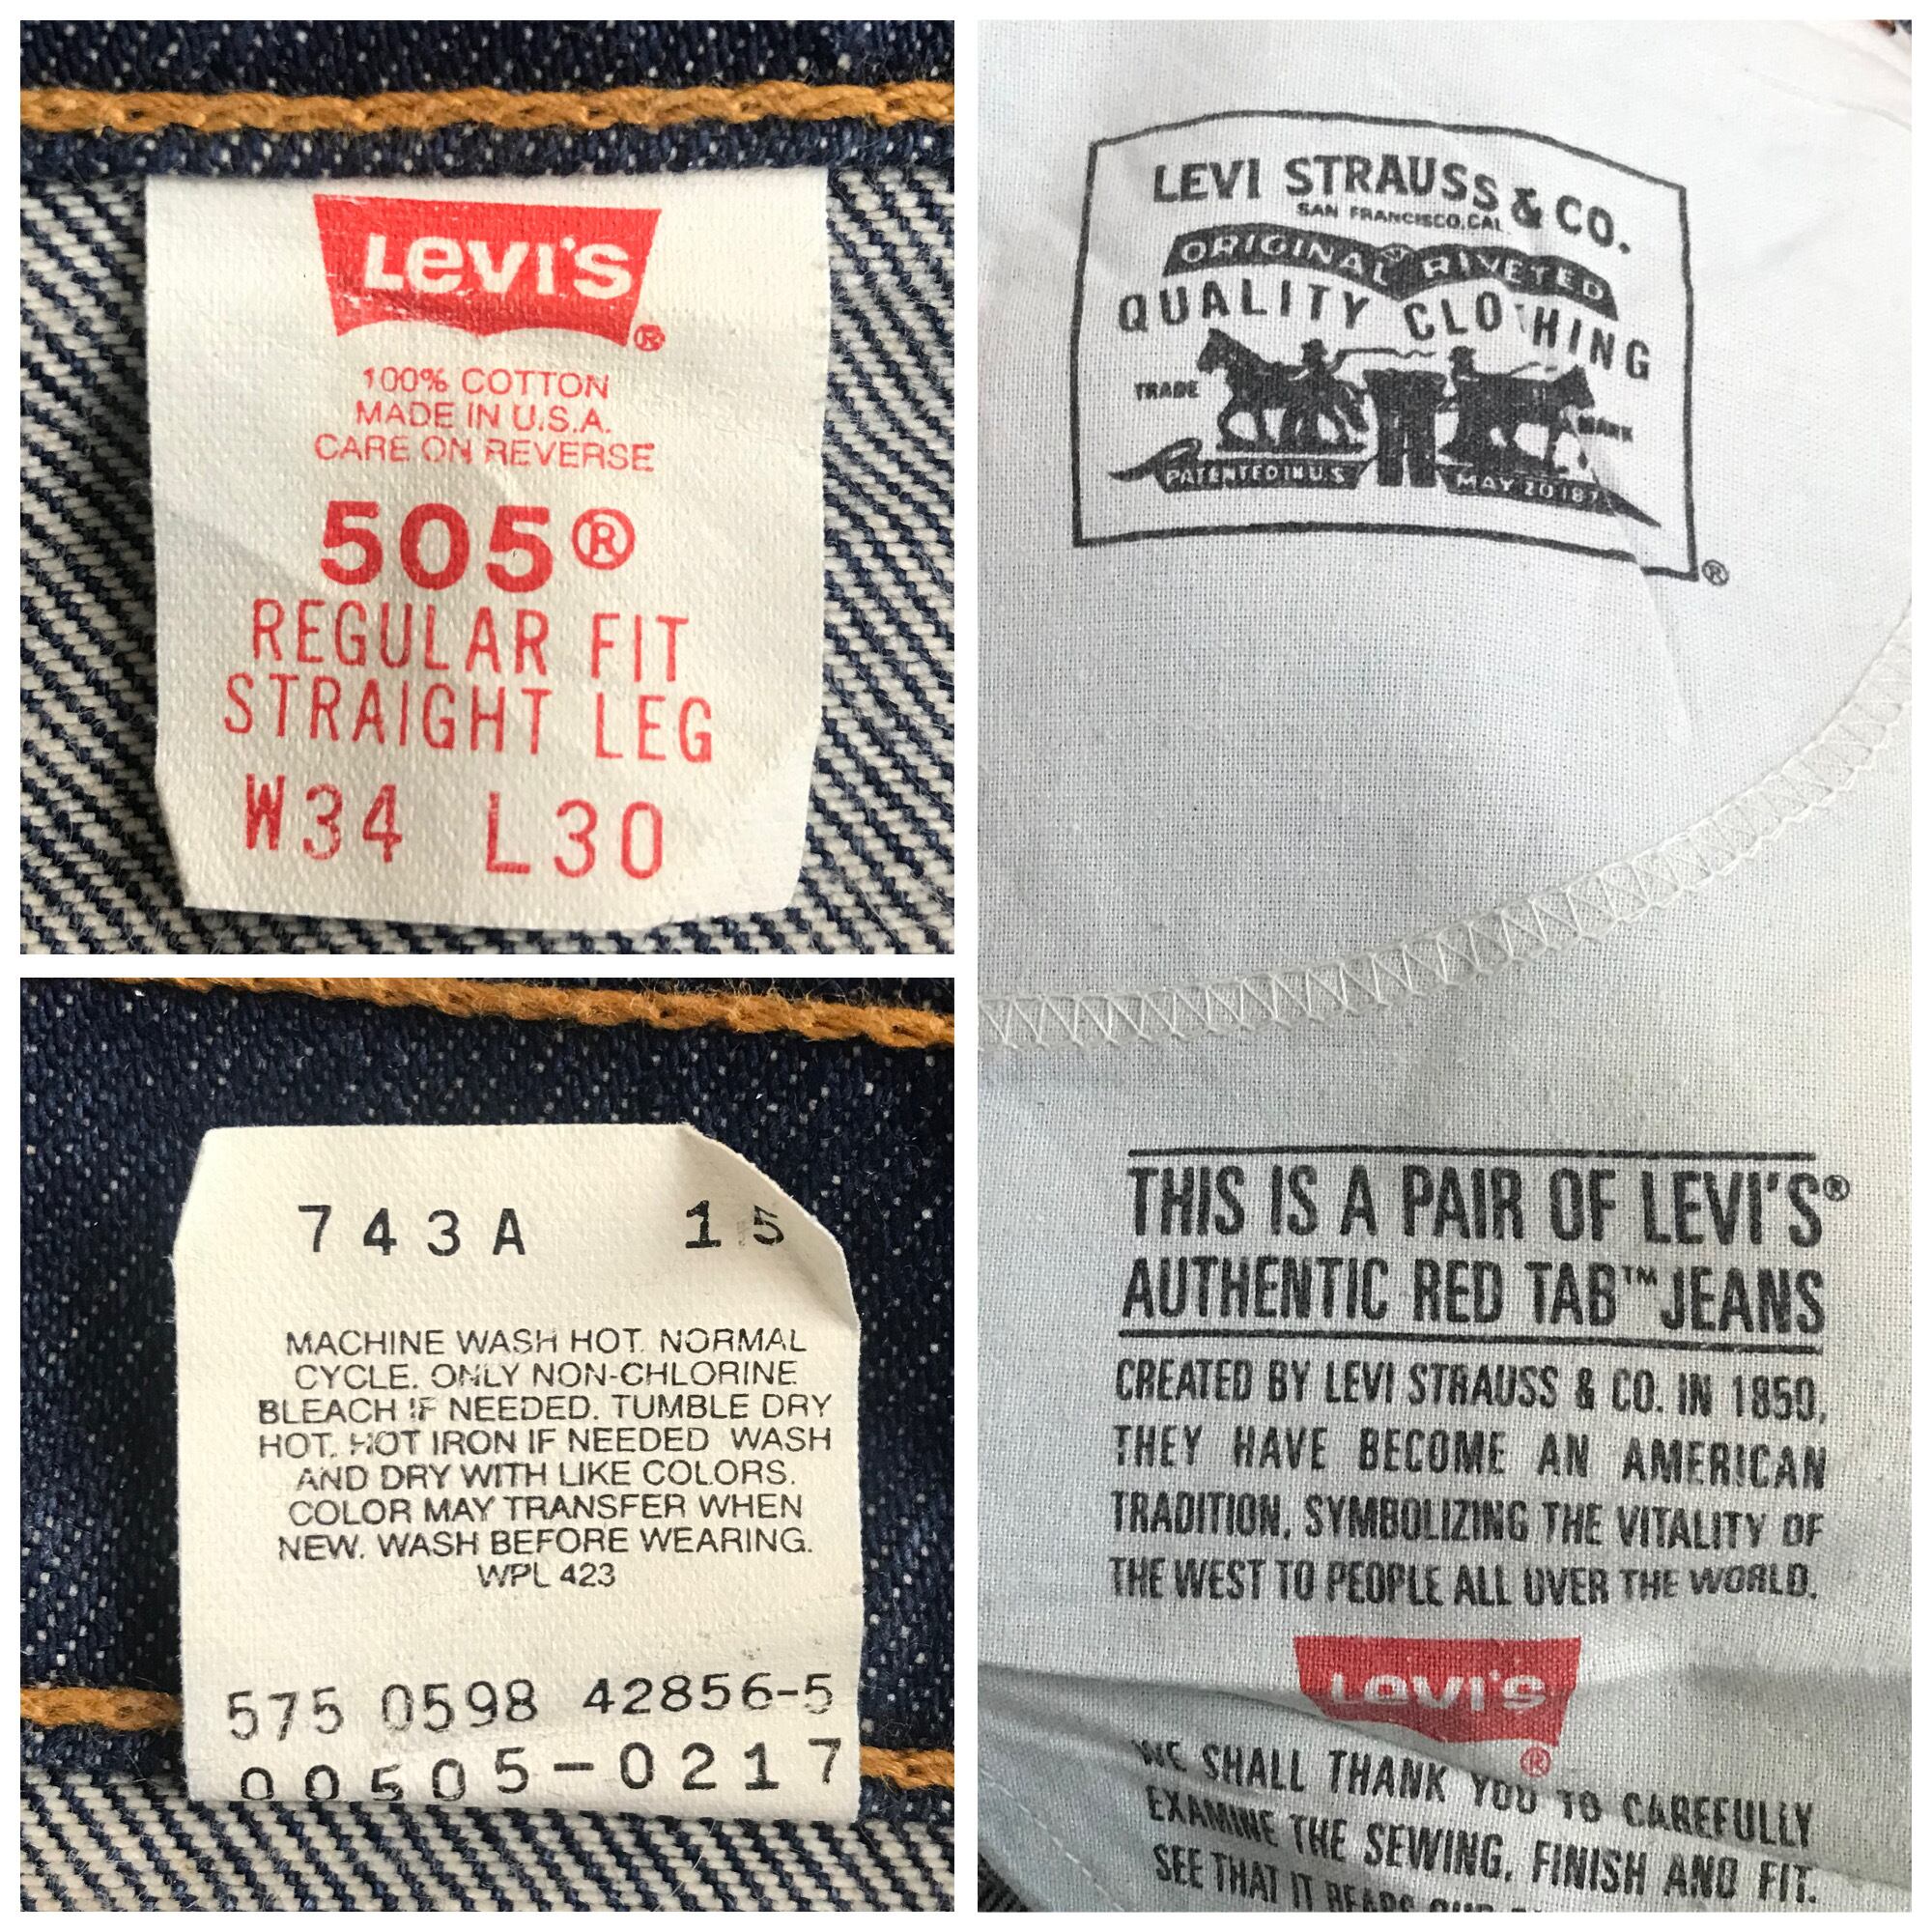 Levi's®
100% COTTON
MADE IN U.S.A.
CARE ON REVERSE
505®
REGULAR FIT
STRAIGHT LEG
W34 L30
743A 15
MACHINE WASH HOT. NORMAL
CYCLE. ONLY NON-CHLORINE
BLEACH IF NEEDED. TUMBLE DRY
HOT. HOT IRON IF NEEDED WASH
AND DRY WITH LIKE COLORS.
COLOR MAY TRANSFER WHEN
NEW. WASH BEFORE WEARING.
WPL 423
575 0598 42856-5
00505-0217
LEVI STRAUSS & CO.
SAN FRANCISCO, CAL.
ORIGINAL RIVETED
QUALITY CLOTHING
TRADE MARK
PATENTED IN U.S. MAY 20 187
®
THIS IS A PAIR OF LEVI'S®
AUTHENTIC RED TAB™ JEANS
CREATED BY LEVI STRAUSS & CO. IN 1850,
THEY HAVE BECOME AN AMERICAN
TRADITION, SYMBOLIZING THE VITALITY OF
THE WEST TO PEOPLE ALL OVER THE WORLD.
Levi's®
WE SHALL THANK YOU TO CAREFULLY
EXAMINE THE SEWING, FINISH AND FIT.
SEE THAT IT BEARS OUR